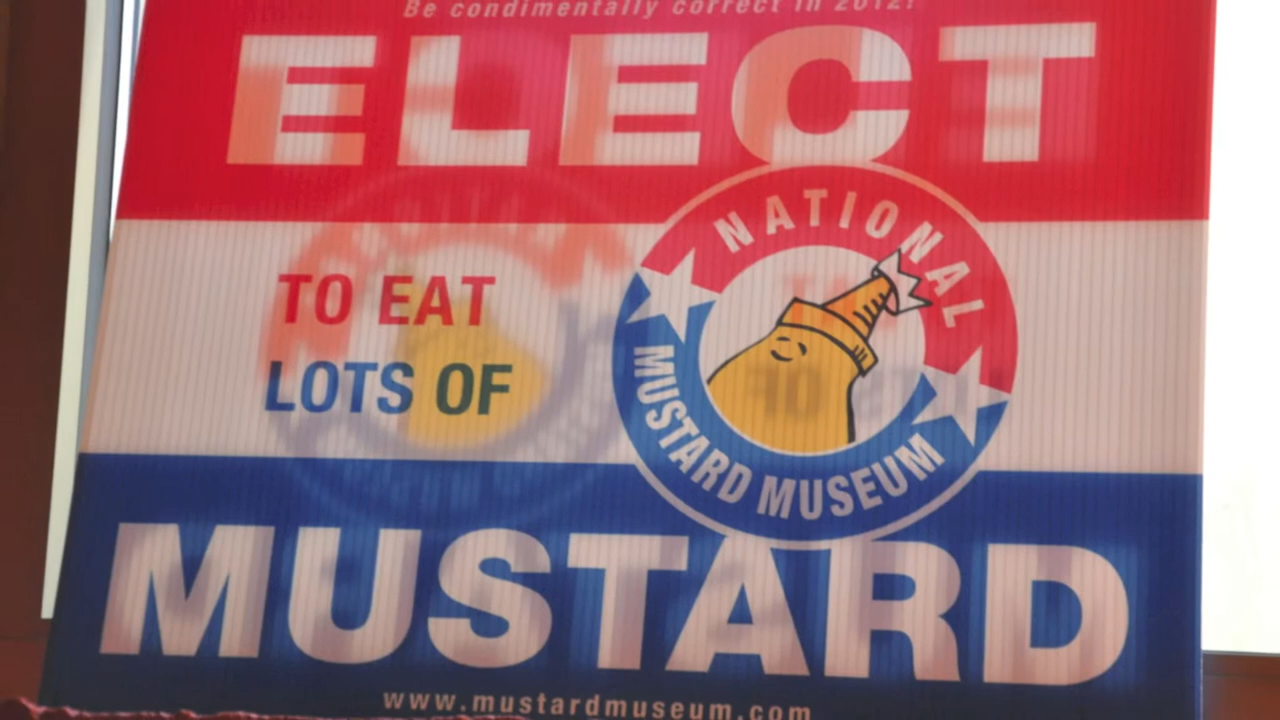 Be condimentally correct in 2012!
ELECT
TO EAT
LOTS OF
NATIONAL
MUSTARD MUSEUM
MUSTARD
www.mustardmuseum.com